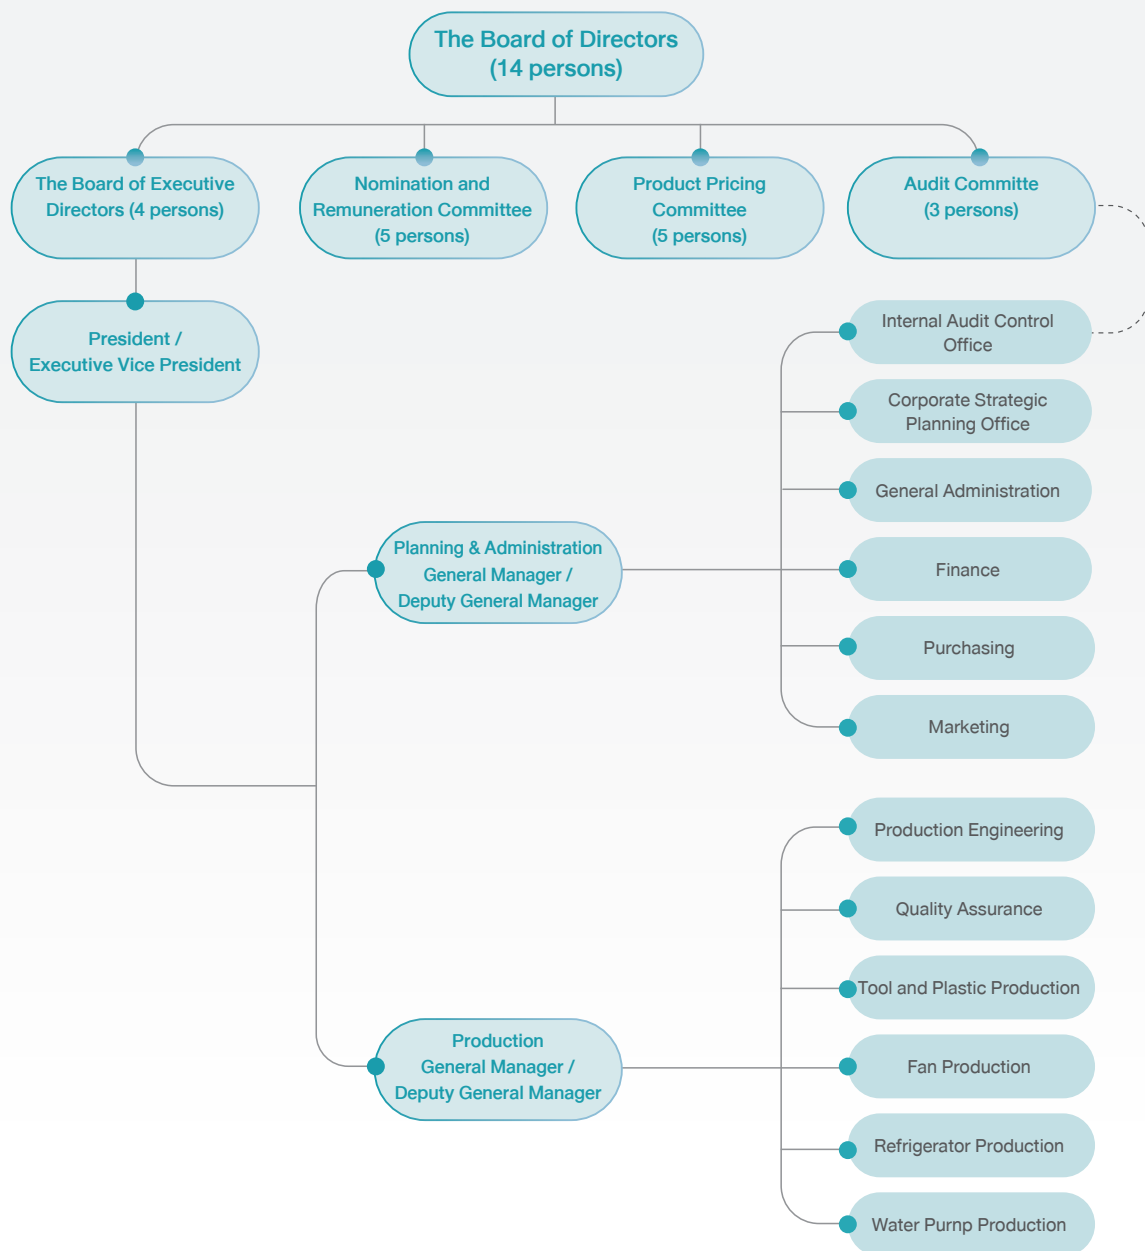 The Board of Directors
(14 persons)
The Board of Executive
Directors (4 persons)
Nomination and
Remuneration Committee
(5 persons)
Product Pricing
Committee
(5 persons)
Audit Committe
(3 persons)
President /
Executive Vice President
Internal Audit Control
Office
Corporate Strategic
Planning Office
General Administration
Planning & Administration
General Manager /
Deputy General Manager
Finance
Purchasing
Marketing
Production Engineering
Quality Assurance
Tool and Plastic Production
Production
General Manager /
Deputy General Manager
Fan Production
Refrigerator Production
Water Purnp Production